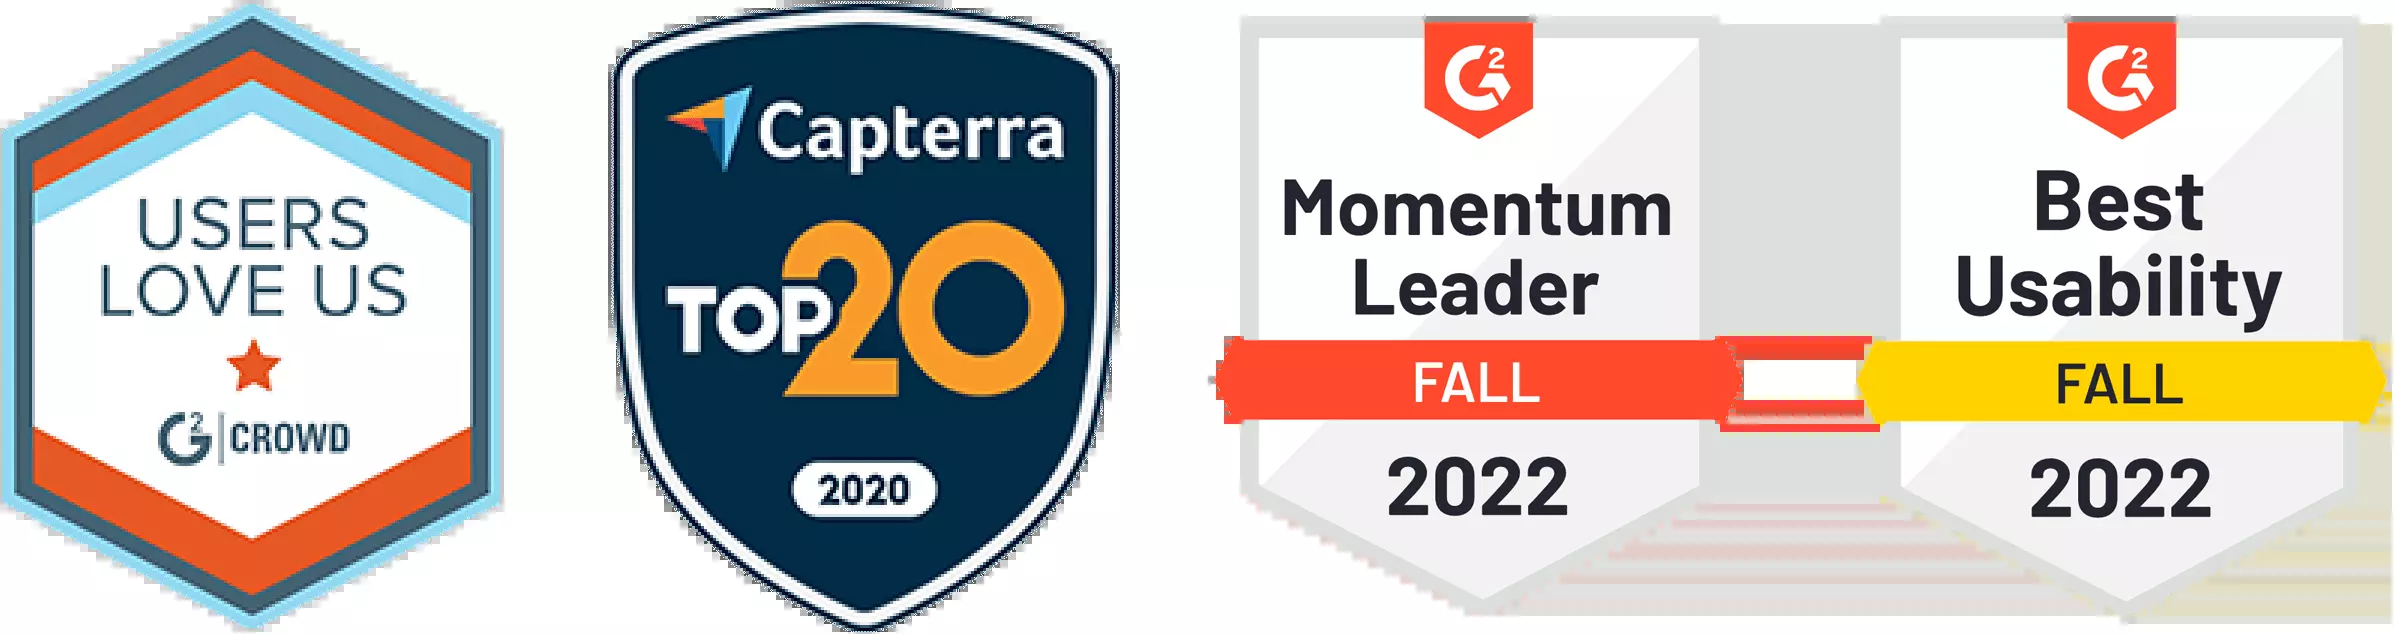 USERS
LOVE US
G2 | CROWD
Capterra
TOP 20
2020
G2
Momentum
Leader
FALL
2022
G2
Best
Usability
FALL
2022